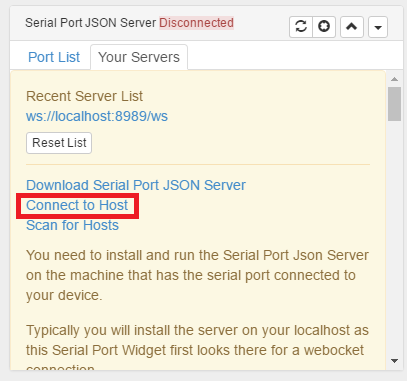 Serial Port JSON Server Disconnected
Port List Your Servers
Recent Server List
ws://localhost:8989/ws
Reset List
Download Serial Port JSON Server
Connect to Host
Scan for Hosts
You need to install and run the Serial Port Json Server
on the machine that has the serial port connected to
your device.
Typically you will install the server on your localhost as
this Serial Port Widget first looks there for a webocket
connection